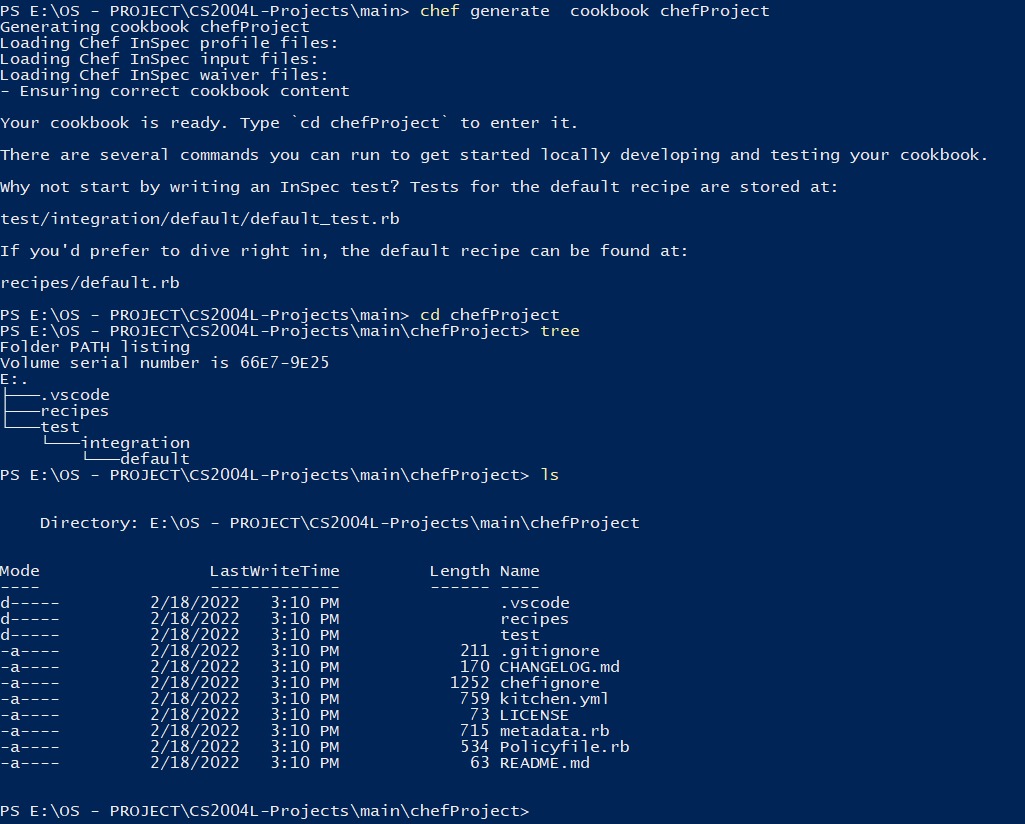 PS E:\OS - PROJECT\CS2004L-Projects\main> chef generate  cookbook chefProject
Generating cookbook chefProject
Loading Chef InSpec profile files:
Loading Chef InSpec input files:
Loading Chef InSpec waiver files:
- Ensuring correct cookbook content

Your cookbook is ready. Type `cd chefProject` to enter it.

There are several commands you can run to get started locally developing and testing your cookbook.

Why not start by writing an InSpec test? Tests for the default recipe are stored at:

test/integration/default/default_test.rb

If you'd prefer to dive right in, the default recipe can be found at:

recipes/default.rb

PS E:\OS - PROJECT\CS2004L-Projects\main> cd chefProject
PS E:\OS - PROJECT\CS2004L-Projects\main\chefProject> tree
Folder PATH listing
Volume serial number is 66E7-9E25
E:.
├───.vscode
├───recipes
└───test
    └───integration
        └───default
PS E:\OS - PROJECT\CS2004L-Projects\main\chefProject> ls

    Directory: E:\OS - PROJECT\CS2004L-Projects\main\chefProject

Mode                 LastWriteTime         Length Name
----                 -------------         ------ ----
d-----         2/18/2022   3:10 PM                .vscode
d-----         2/18/2022   3:10 PM                recipes
d-----         2/18/2022   3:10 PM                test
-a----         2/18/2022   3:10 PM            211 .gitignore
-a----         2/18/2022   3:10 PM            170 CHANGELOG.md
-a----         2/18/2022   3:10 PM           1252 chefignore
-a----         2/18/2022   3:10 PM            759 kitchen.yml
-a----         2/18/2022   3:10 PM             73 LICENSE
-a----         2/18/2022   3:10 PM            715 metadata.rb
-a----         2/18/2022   3:10 PM            534 Policyfile.rb
-a----         2/18/2022   3:10 PM             63 README.md

PS E:\OS - PROJECT\CS2004L-Projects\main\chefProject>